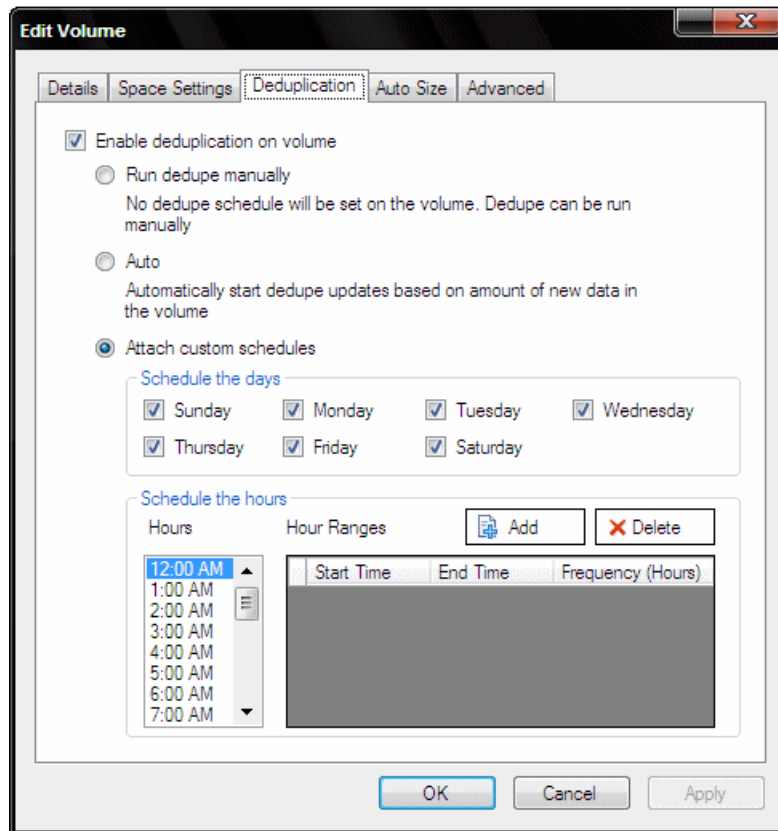 Edit Volume
Details Space Settings Deduplication Auto Size Advanced
Enable deduplication on volume
Run dedupe manually
No dedupe schedule will be set on the volume. Dedupe can be run
manually
Auto
Automatically start dedupe updates based on amount of new data in
the volume
Attach custom schedules
Schedule the days
Sunday Monday Tuesday Wednesday
Thursday Friday Saturday
Schedule the hours
Hours Hour Ranges Add Delete
12:00 AM
1:00 AM
2:00 AM
3:00 AM
4:00 AM
5:00 AM
6:00 AM
7:00 AM
Start Time End Time Frequency (Hours)
OK Cancel Apply